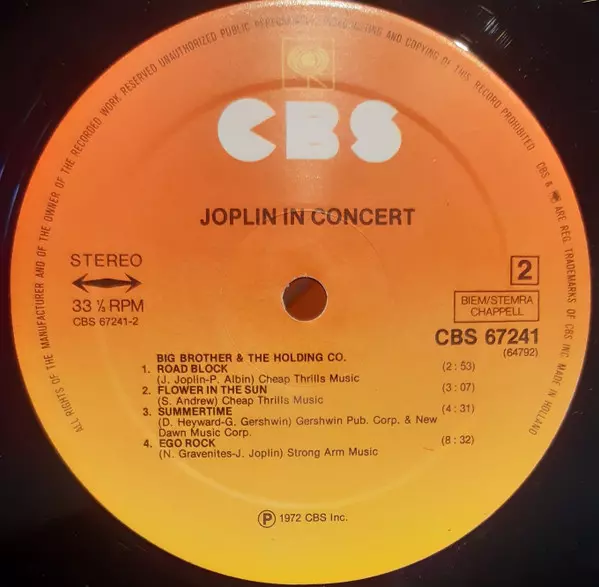 ALL RIGHTS OF THE MANUFACTURER AND OF THE OWNER OF THE RECORDED WORK RESERVED UNAUTHORIZED PUBLIC PERFORMANCE, BROADCASTING AND COPYING OF THIS RECORD PROHIBITED
CBS & ARE REG. TRADEMARKS OF CBS INC. MADE IN HOLLAND
CBS
JOPLIN IN CONCERT
STEREO
33 ⅓ RPM
CBS 67241-2
2
BIEM/STEMRA
CHAPPELL
CBS 67241
(64792)
BIG BROTHER & THE HOLDING CO.
1. ROAD BLOCK (2:53)
(J. Joplin-P. Albin) Cheap Thrills Music
2. FLOWER IN THE SUN (3:07)
(S. Andrew) Cheap Thrills Music
3. SUMMERTIME (4:31)
(D. Heyward-G. Gershwin) Gershwin Pub. Corp. & New
Dawn Music Corp.
4. EGO ROCK (8:32)
(N. Gravenites-J. Joplin) Strong Arm Music
Ⓟ 1972 CBS Inc.